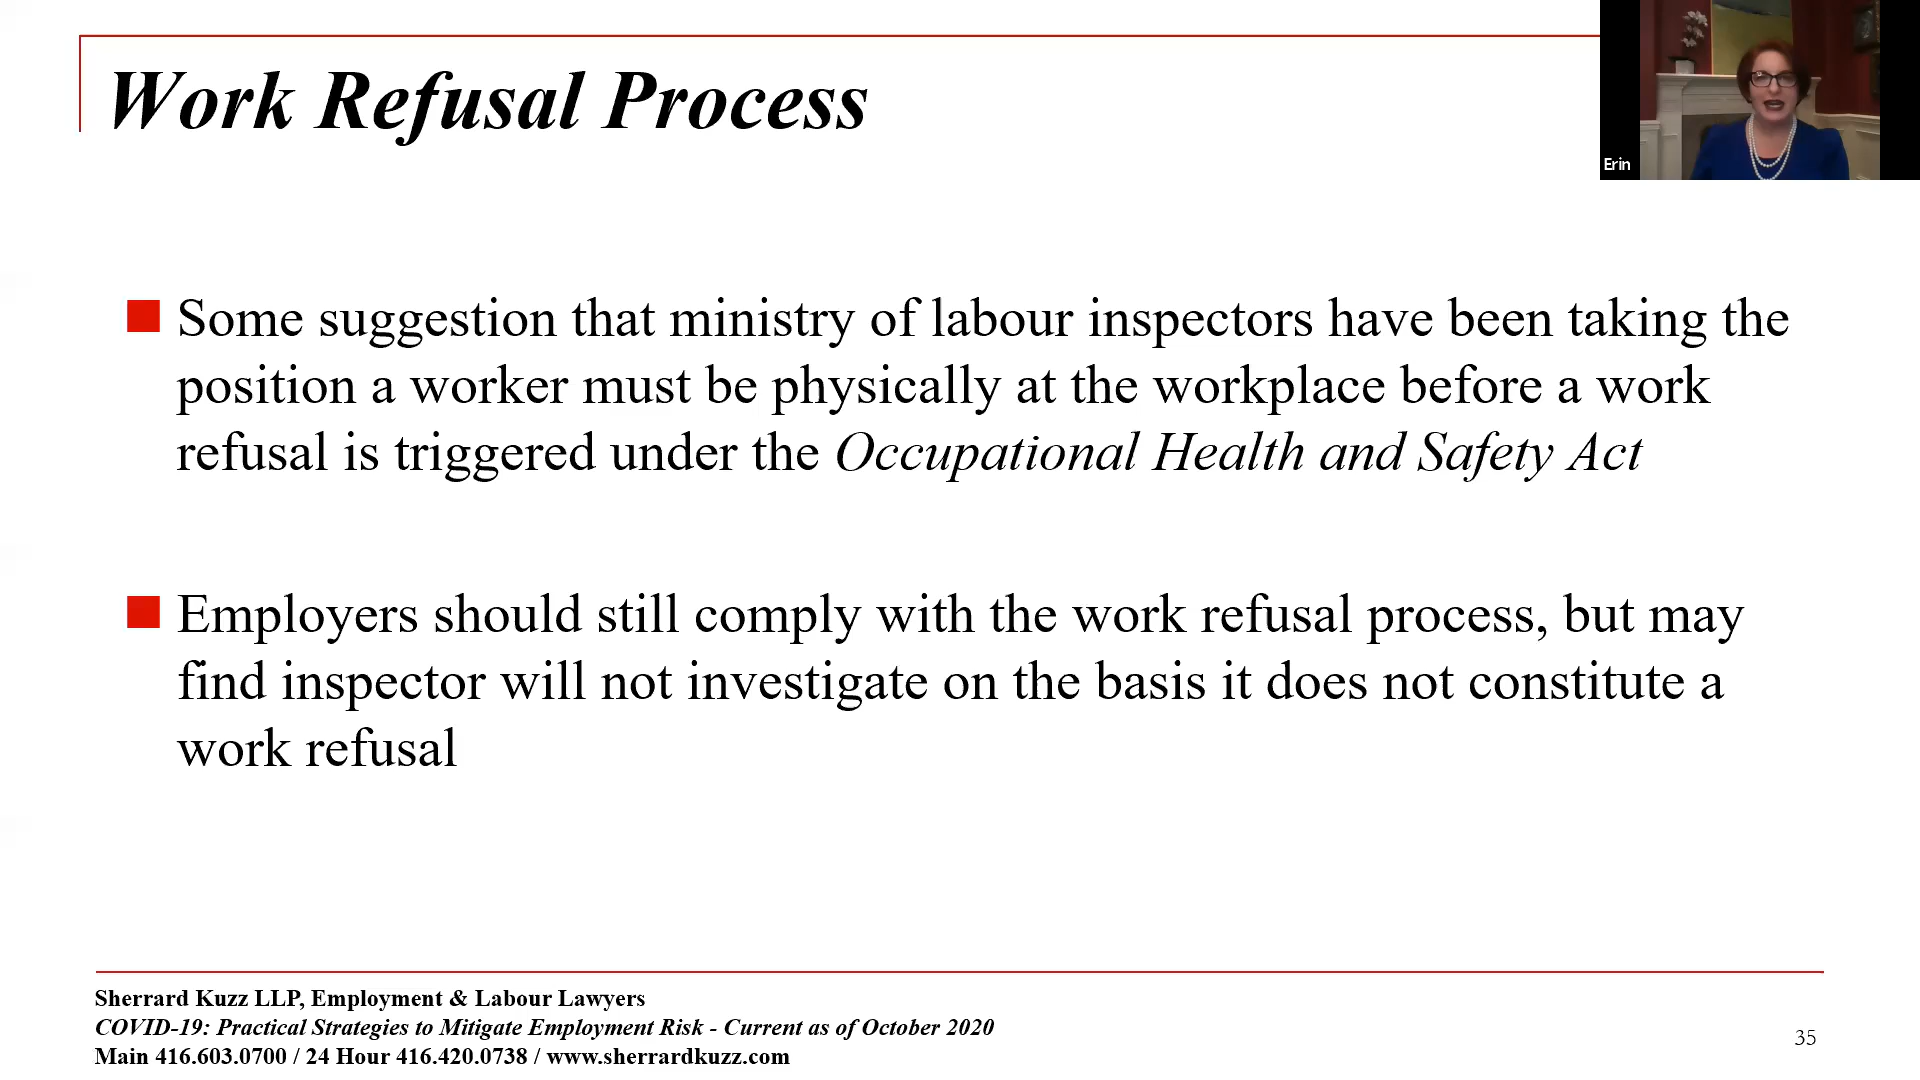 Work Refusal Process
Erin
Some suggestion that ministry of labour inspectors have been taking the
position a worker must be physically at the workplace before a work
refusal is triggered under the Occupational Health and Safety Act
Employers should still comply with the work refusal process, but may
find inspector will not investigate on the basis it does not constitute a
work refusal
Sherrard Kuzz LLP, Employment & Labour Lawyers
COVID-19: Practical Strategies to Mitigate Employment Risk - Current as of October 2020
Main 416.603.0700 / 24 Hour 416.420.0738 / www.sherrardkuzz.com
35